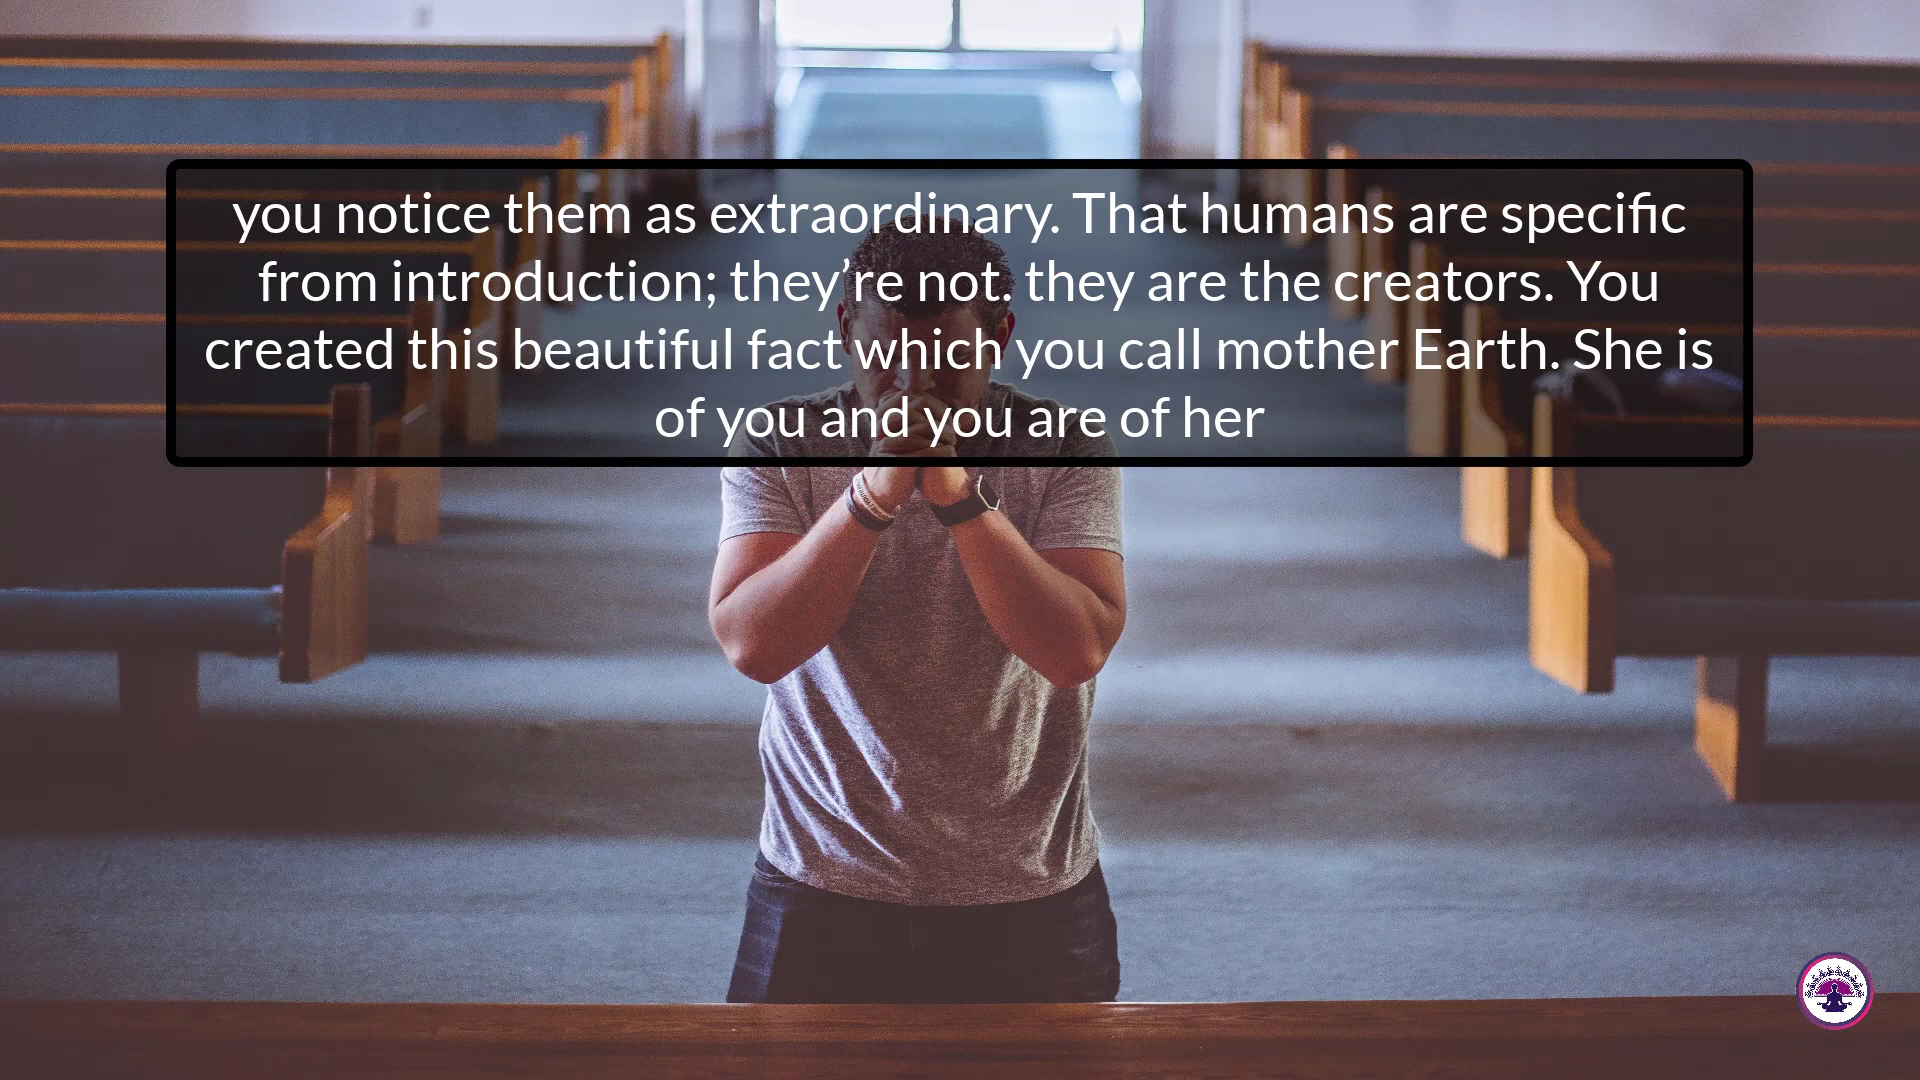 you notice them as extraordinary. That humans are specific
from introduction; they’re not. they are the creators. You
created this beautiful fact which you call mother Earth. She is
of you and you are of her